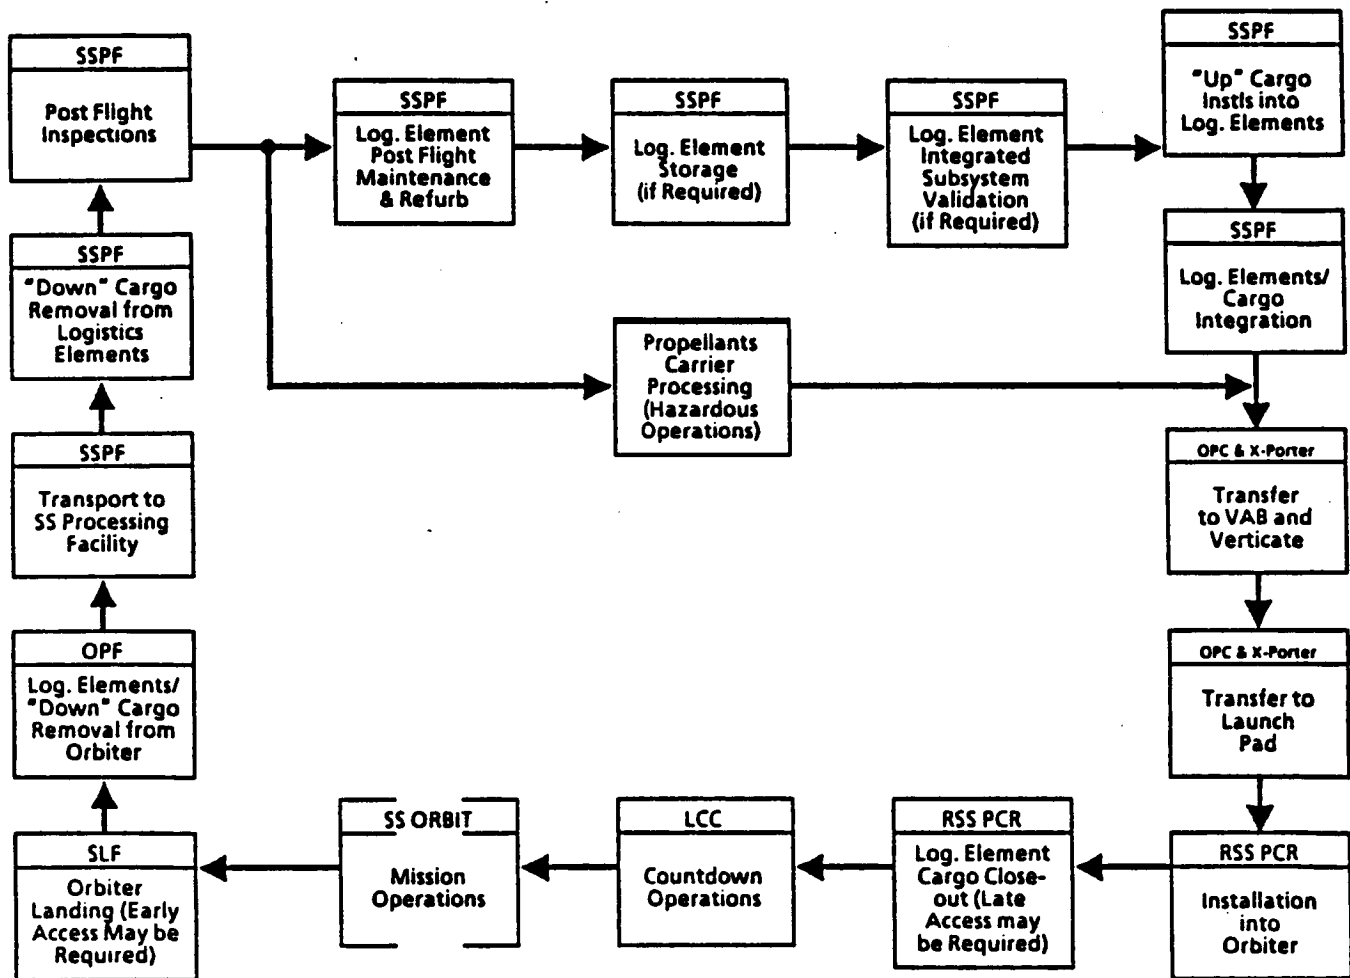 SSPF
Post Flight
Inspections
SSPF
Log. Element
Post Flight
Maintenance
& Refurb
SSPF
Log. Element
Storage
(if Required)
SSPF
Log. Element
Integrated
Subsystem
Validation
(if Required)
SSPF
"Up" Cargo
Instls into
Log. Elements
SSPF
Log. Elements/
Cargo
Integration
SSPF
"Down" Cargo
Removal from
Logistics
Elements
Propellants
Carrier
Processing
(Hazardous
Operations)
OPC & X-Porter
Transfer
to VAB and
Verticate
SSPF
Transport to
SS Processing
Facility
OPC & X-Porter
Transfer to
Launch
Pad
OPF
Log. Elements/
"Down" Cargo
Removal from
Orbiter
RSS PCR
Installation
into
Orbiter
RSS PCR
Log. Element
Cargo Close-
out (Late
Access may
be Required)
LCC
Countdown
Operations
SS ORBIT
Mission
Operations
SLF
Orbiter
Landing (Early
Access May be
Required)